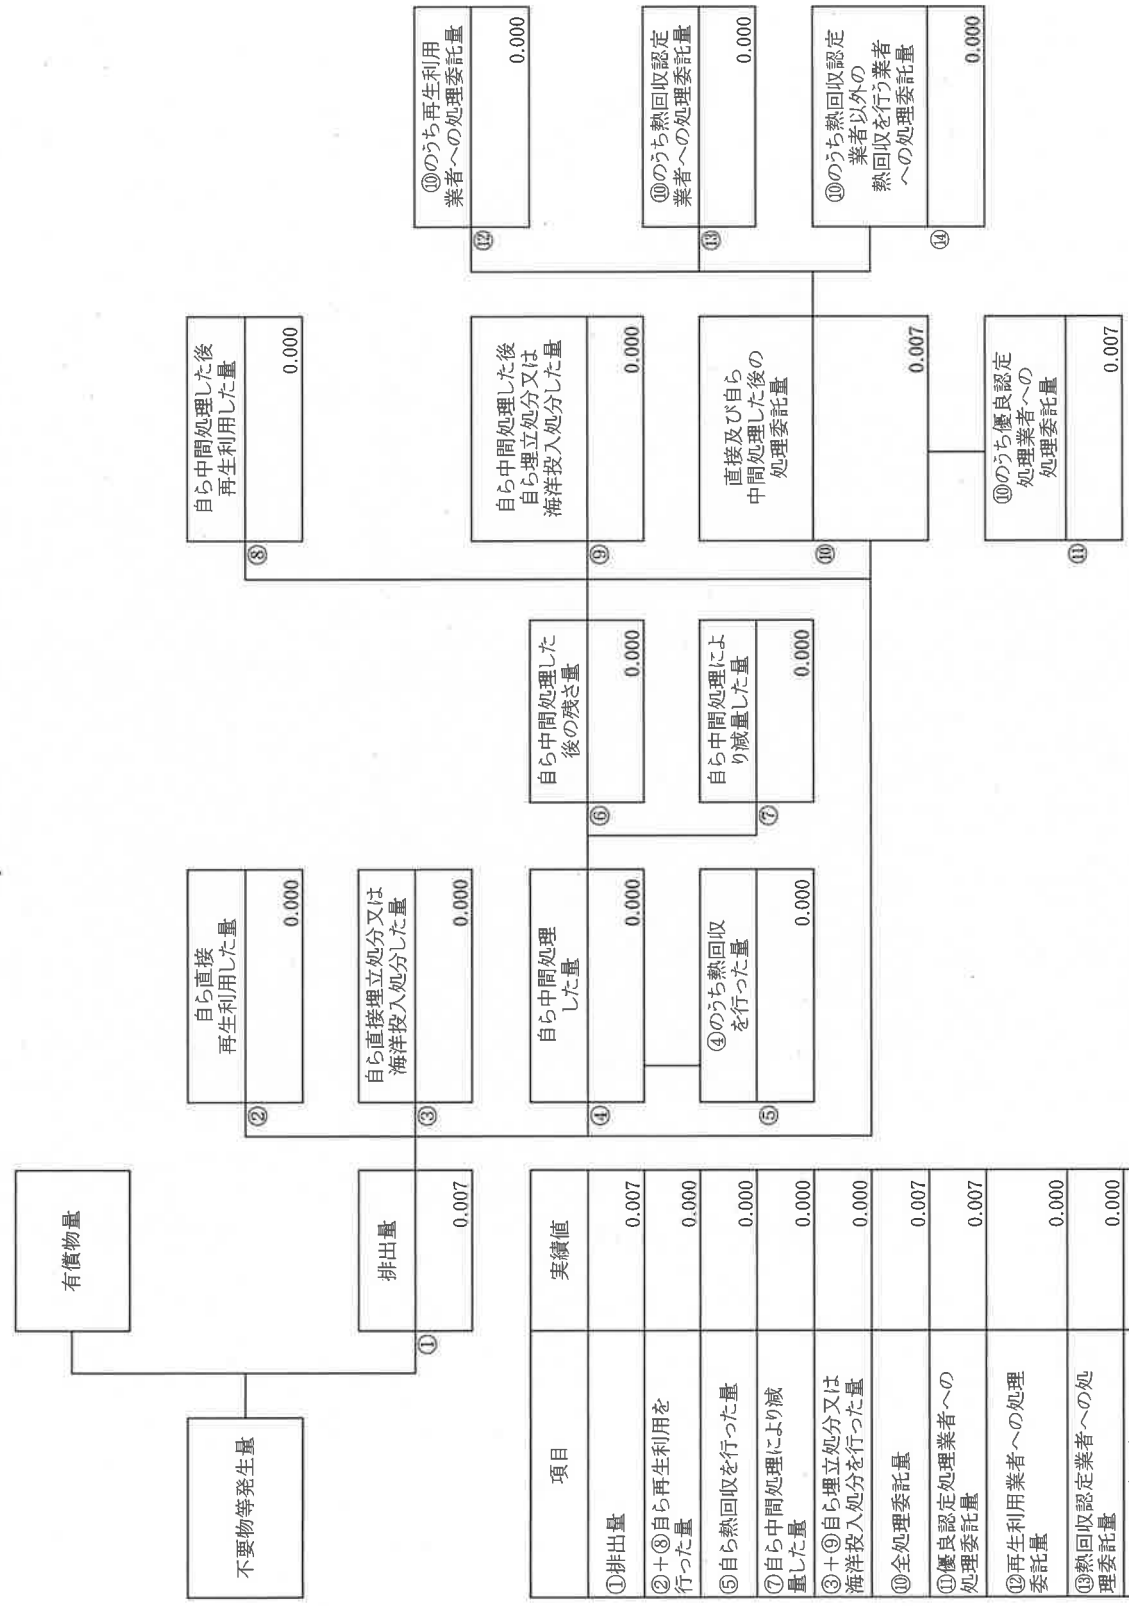 不要物等発生量
有償物量
排出量
①
0.007
自ら直接
再生利用した量
②
0.000
自ら直接埋立処分又は
海洋投入処分した量
③
0.000
自ら中間処理
した量
④
0.000
④のうち熱回収
を行った量
⑤
0.000
自ら中間処理した
後の残さ量
⑥
0.000
自ら中間処理によ
り減量した量
⑦
0.000
自ら中間処理した後
再生利用した量
⑧
0.000
自ら中間処理した後
自ら埋立処分又は
海洋投入処分した量
⑨
0.000
直接及び自ら
中間処理した後の
処理委託量
⑩
0.007
⑩のうち優良認定
処理業者への
処理委託量
⑪
0.007
⑩のうち再生利用
業者への処理委託量
⑫
0.000
⑩のうち熱回収認定
業者への処理委託量
⑬
0.000
⑩のうち熱回収認定
業者以外の
熱回収を行う業者
への処理委託量
⑭
0.000
項目 実績値
①排出量 0.007
②+⑧自ら再生利用を
行った量 0.000
⑤自ら熱回収を行った量 0.000
⑦自ら中間処理により減
量した量 0.000
③+⑨自ら埋立処分又は
海洋投入処分を行った量 0.000
⑩全処理委託量 0.007
⑪優良認定処理業者への
処理委託量 0.007
⑫再生利用業者への処理
委託量 0.000
⑬熱回収認定業者への処
理委託量 0.000